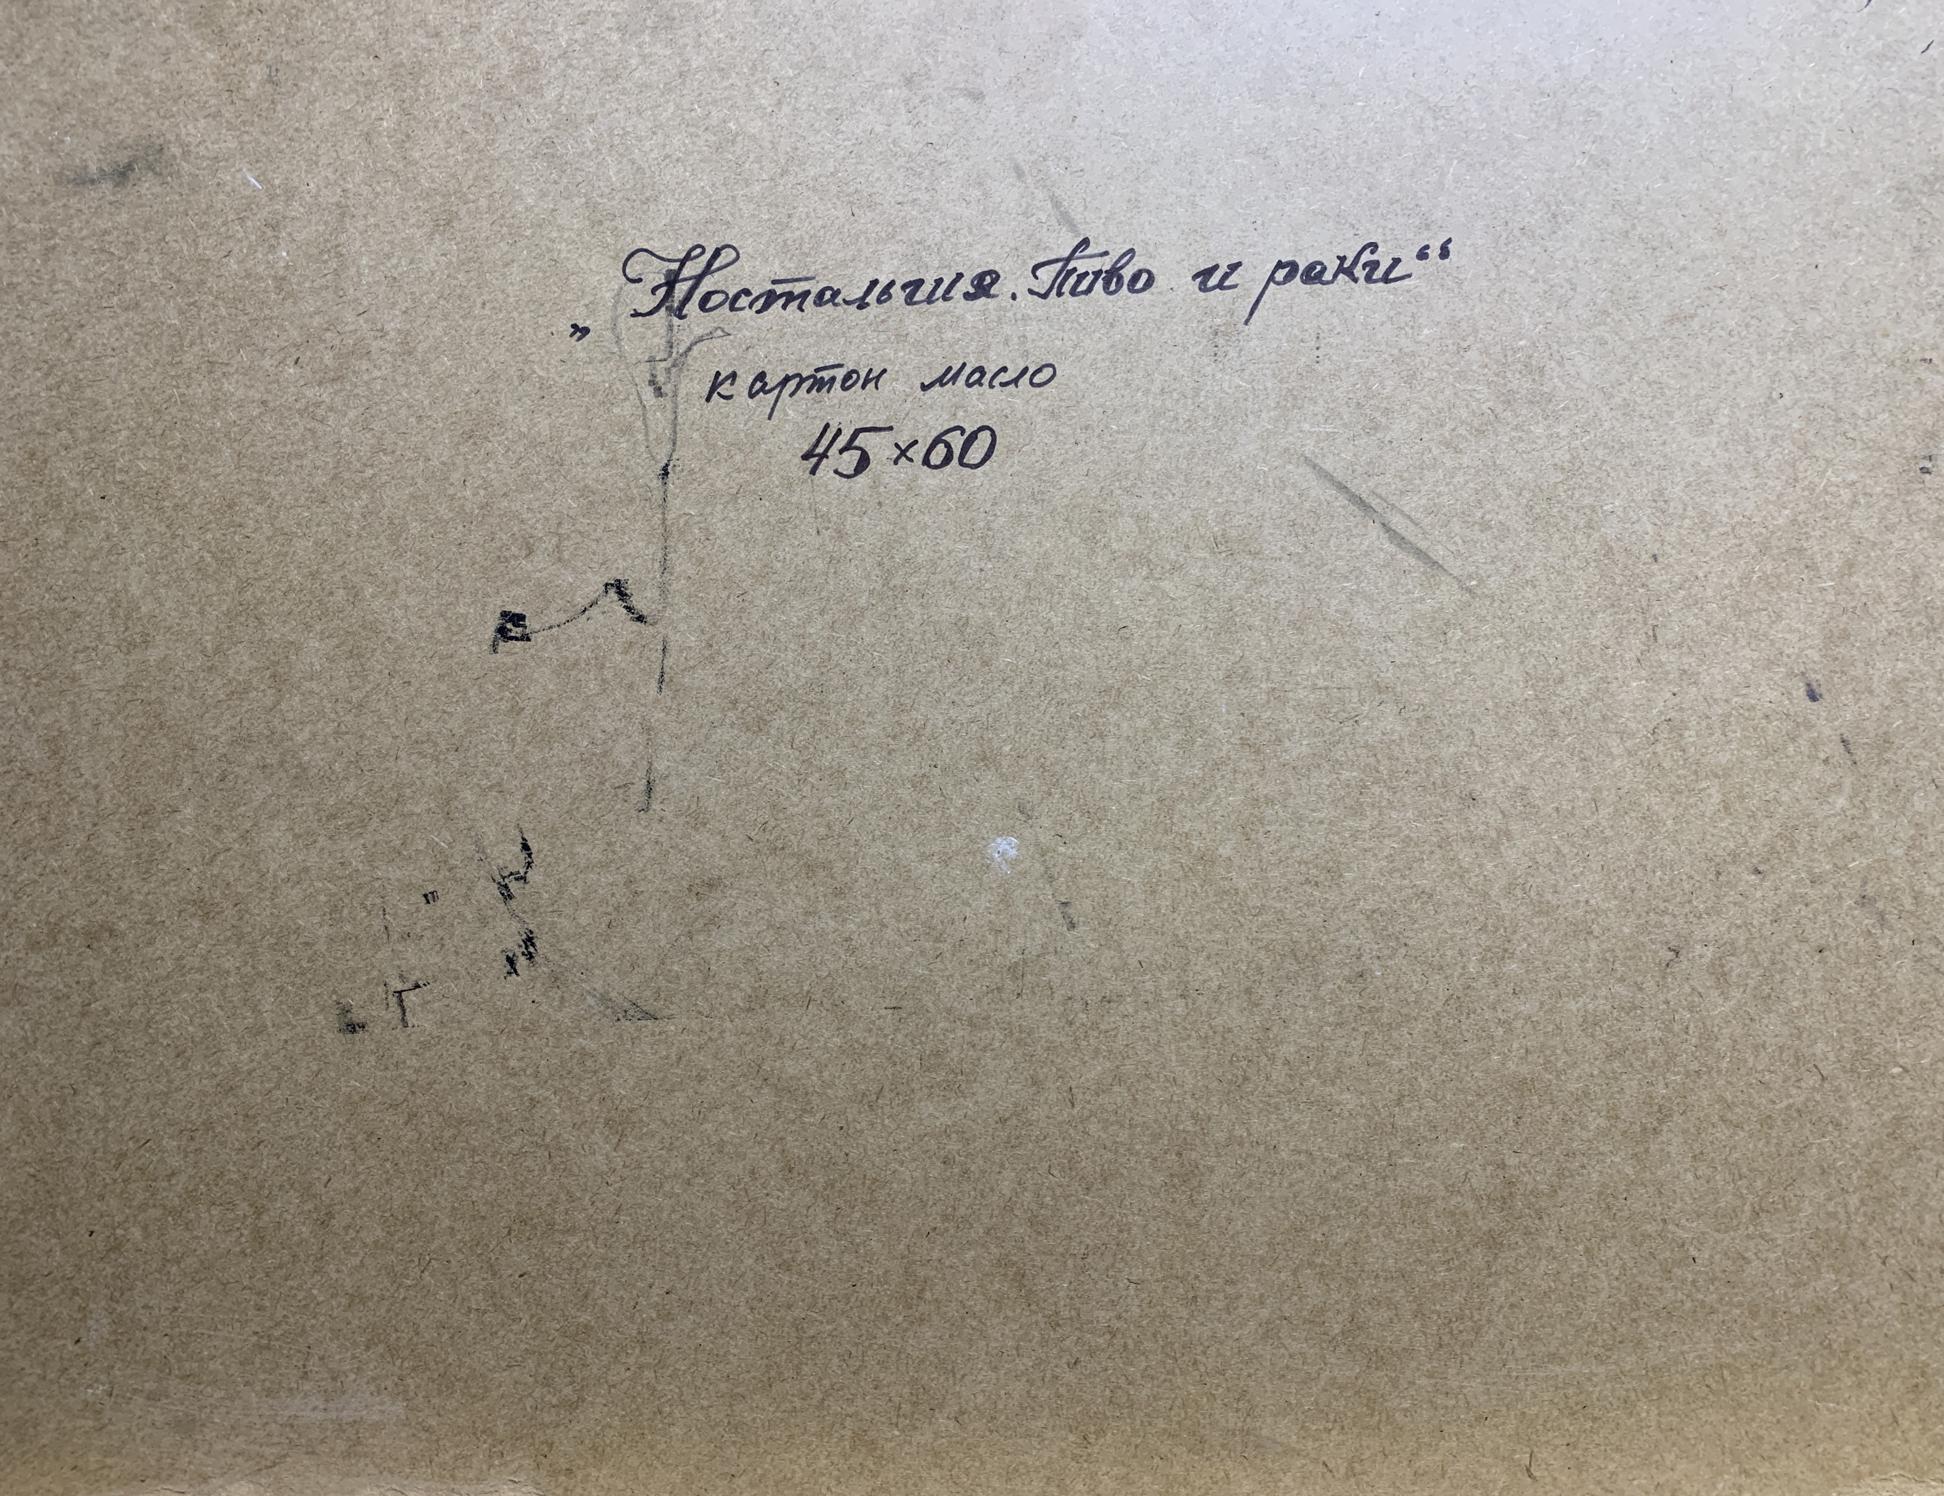 „Ностальгия. Пиво и раки“
картон масло
45×60